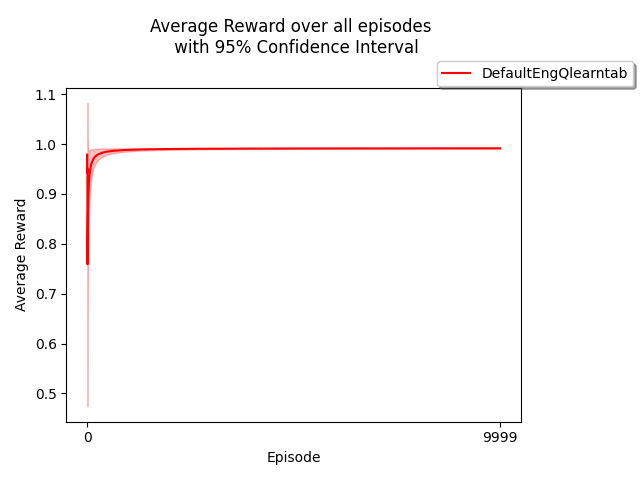 Average Reward over all episodes
with 95% Confidence Interval
DefaultEngQlearntab
1.1
1.0
0.9
0.8
0.7
0.6
0.5
Average Reward
0
9999
Episode